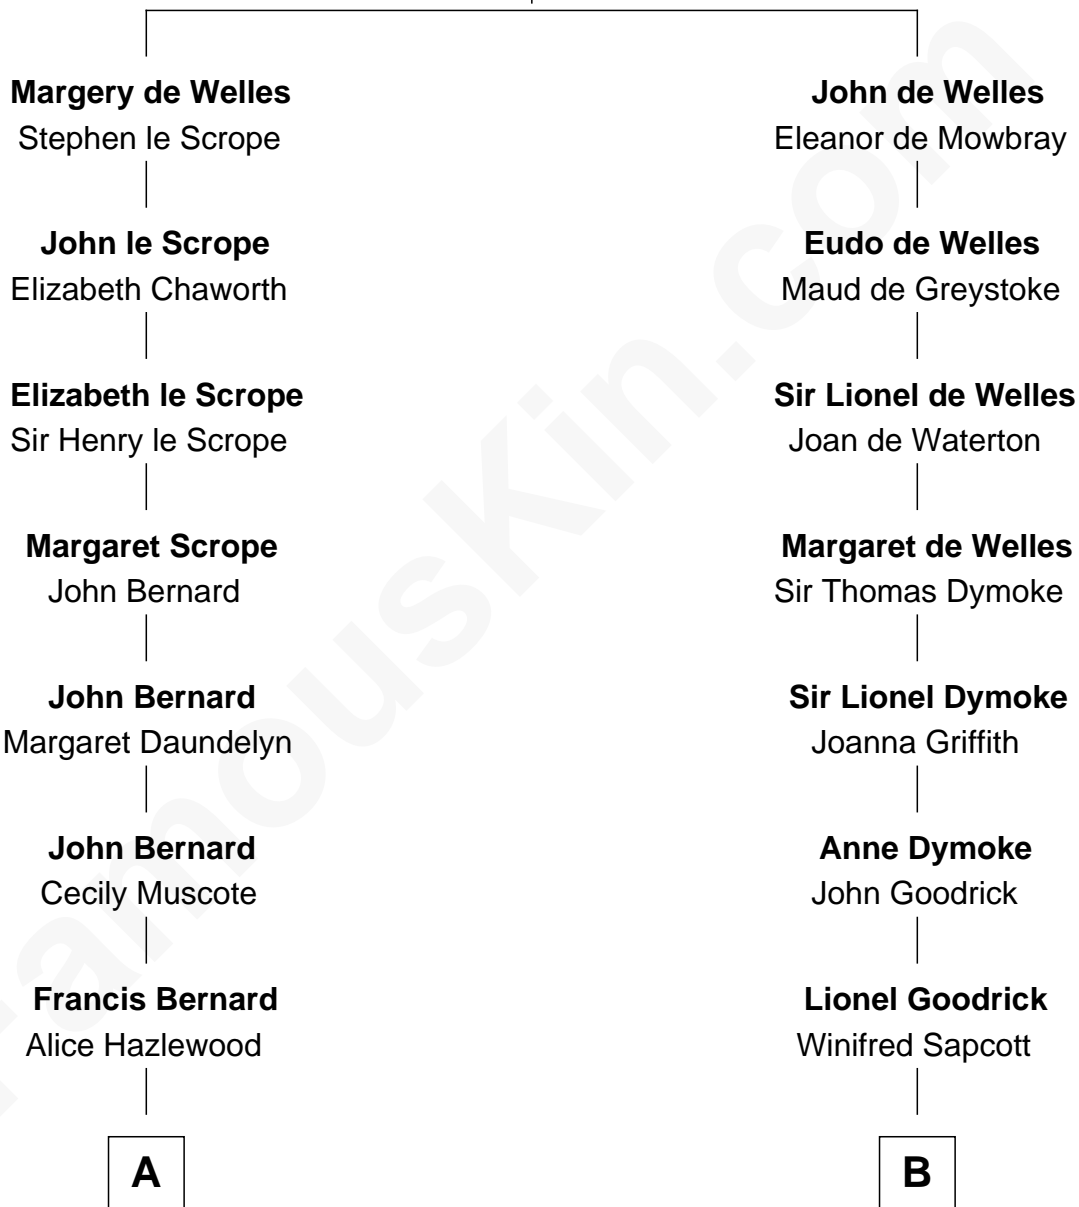 Margery de Welles
Stephen le Scrope
John le Scrope
Elizabeth Chaworth
Elizabeth le Scrope
Sir Henry le Scrope
Margaret Scrope
John Bernard
John Bernard
Margaret Daundelyn
John Bernard
Cecily Muscote
Francis Bernard
Alice Hazlewood
A
John de Welles
Eleanor de Mowbray
Eudo de Welles
Maud de Greystoke
Sir Lionel de Welles
Joan de Waterton
Margaret de Welles
Sir Thomas Dymoke
Sir Lionel Dymoke
Joanna Griffith
Anne Dymoke
John Goodrick
Lionel Goodrick
Winifred Sapcott
B
FamousKin.com